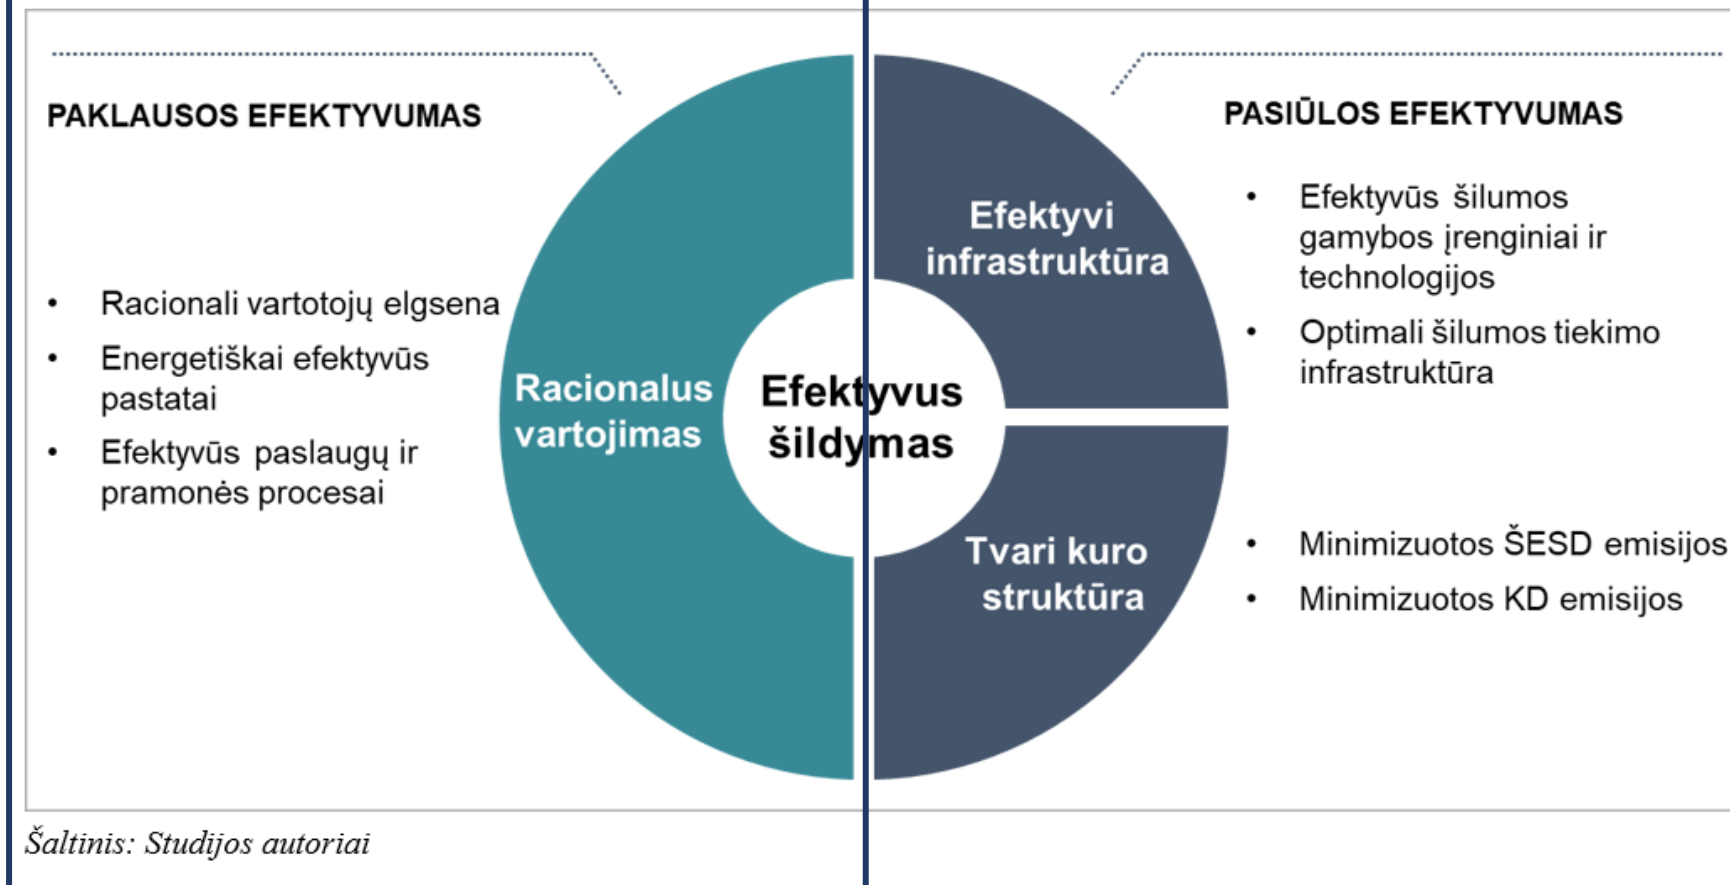 PAKLAUSOS EFEKTYVUMAS
• Racionali vartotojų elgsena
• Energetiškai efektyvūs
pastatai
• Efektyvūs paslaugų ir
pramonės procesai
Racionalus
vartojimas
Efektyvus
šildymas
Efektyvi
infrastruktūra
Tvari kuro
struktūra
PASIŪLOS EFEKTYVUMAS
• Efektyvūs šilumos
gamybos įrenginiai ir
technologijos
• Optimali šilumos tiekimo
infrastruktūra
• Minimizuotos ŠESD emisijos
• Minimizuotos KD emisijos
Šaltinis: Studijos autoriai